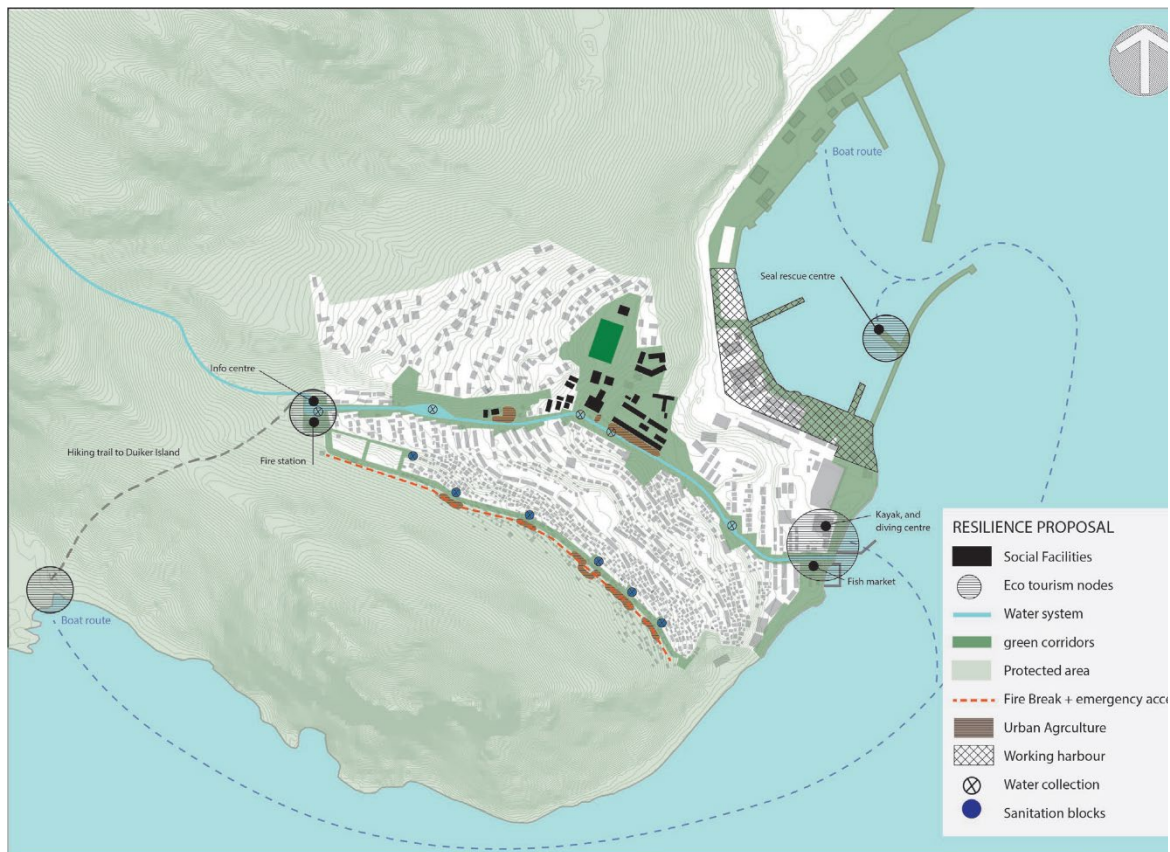 Boat route
Seal rescue centre
Info centre
Hiking trail to Duiker Island
Fire station
Kayak, and
diving centre
Fish market
Boat route
RESILIENCE PROPOSAL
Social Facilities
Eco tourism nodes
Water system
green corridors
Protected area
Fire Break + emergency acce
Urban Agrculture
Working harbour
Water collection
Sanitation blocks